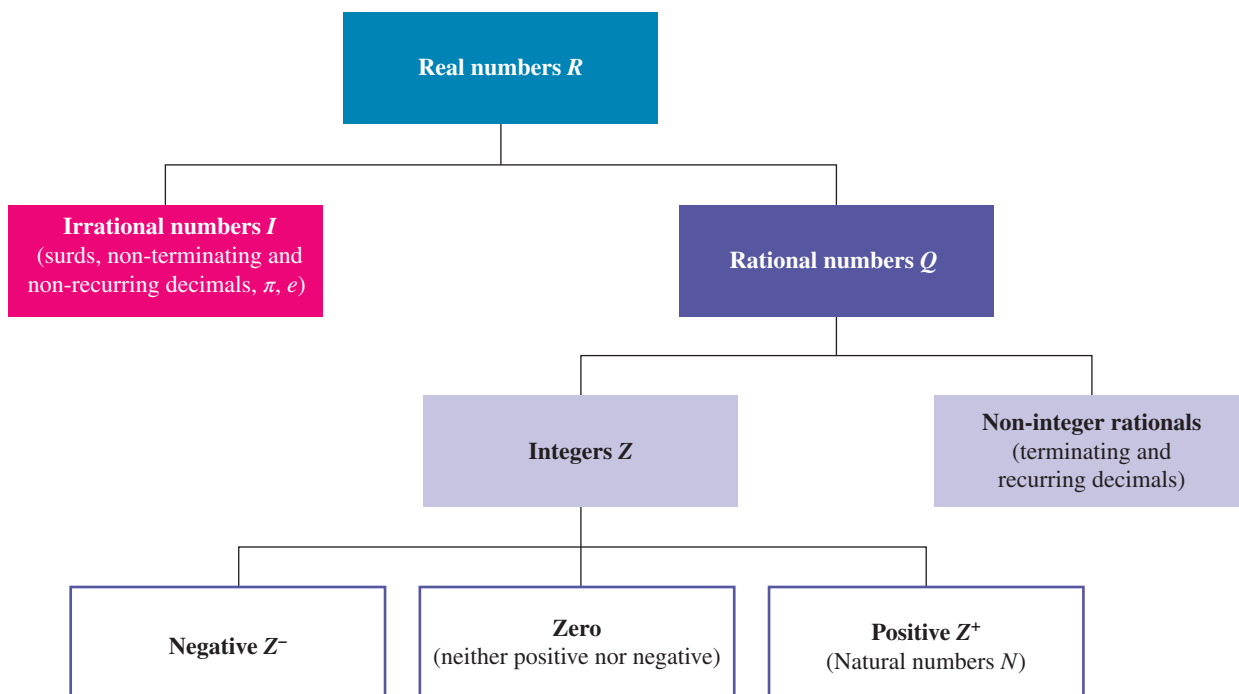 Real numbers R
Irrational numbers I
(surds, non-terminating and
non-recurring decimals, π, e)
Rational numbers Q
Integers Z
Non-integer rationals
(terminating and
recurring decimals)
Negative Z⁻
Zero
(neither positive nor negative)
Positive Z⁺
(Natural numbers N)